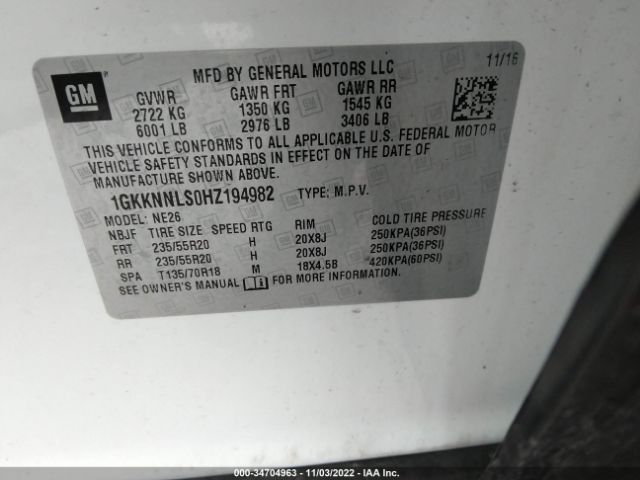 GM
MFD BY GENERAL MOTORS LLC
11/16
GVWR GAWR FRT GAWR RR
2722 KG 1350 KG 1545 KG
6001 LB 2976 LB 3406 LB
THIS VEHICLE CONFORMS TO ALL APPLICABLE U.S. FEDERAL MOTOR
VEHICLE SAFETY STANDARDS IN EFFECT ON THE DATE OF
MANUFACTURE SHOWN ABOVE.
1GKKNNLS0HZ194982 TYPE: M.P.V.
MODEL: NE26
NBJF TIRE SIZE SPEED RTG RIM COLD TIRE PRESSURE
FRT 235/55R20 H 20X8J 250KPA(36PSI)
RR 235/55R20 H 20X8J 250KPA(36PSI)
SPA T135/70R18 M 18X4.5B 420KPA(60PSI)
SEE OWNER'S MANUAL FOR MORE INFORMATION.
000-34704963 - 11/03/2022 - IAA Inc.